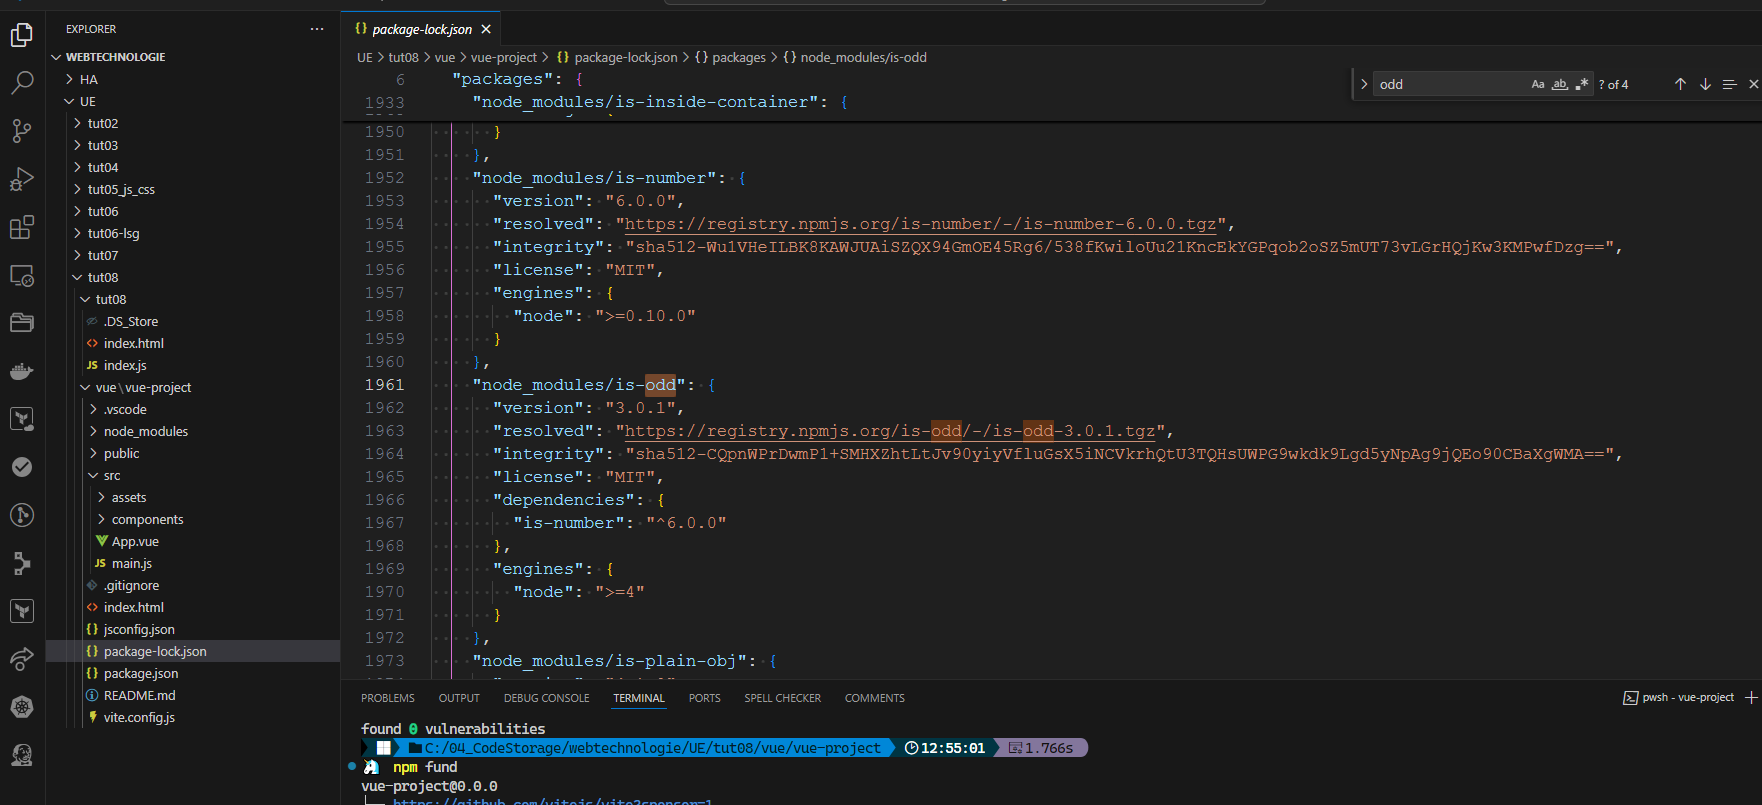 EXPLORER
WEBTECHNOLOGIE
HA
UE
tut02
tut03
tut04
tut05_js_css
tut06
tut06-lsg
tut07
tut08
tut08
.DS_Store
index.html
JS index.js
vue\vue-project
.vscode
node_modules
public
src
assets
components
App.vue
JS main.js
.gitignore
index.html
{} jsconfig.json
{} package-lock.json
{} package.json
README.md
vite.config.js
{} package-lock.json
UE > tut08 > vue > vue-project > {} package-lock.json > {} packages > {} node_modules/is-odd
odd Aa ab ? of 4
6 "packages": {
1933 "node_modules/is-inside-container": {
1950 }
1951 },
1952 "node_modules/is-number": {
1953 "version": "6.0.0",
1954 "resolved": "https://registry.npmjs.org/is-number/-/is-number-6.0.0.tgz",
1955 "integrity": "sha512-Wu1VHeILBK8KAWJUAiSZQX94GmOE45Rg6/538fKwiloUu21KncEkYGPqob2oSZ5mUT73vLGrHQjKw3KMPwfDzg==",
1956 "license": "MIT",
1957 "engines": {
1958 "node": ">=0.10.0"
1959 }
1960 },
1961 "node_modules/is-odd": {
1962 "version": "3.0.1",
1963 "resolved": "https://registry.npmjs.org/is-odd/-/is-odd-3.0.1.tgz",
1964 "integrity": "sha512-CQpnWPrDwmP1+SMHXZhtLtJv90yiyVfluGsX5iNCVkrhQtU3TQHsUWPG9wkdk9Lgd5yNpAg9jQEo90CBaXgWMA==",
1965 "license": "MIT",
1966 "dependencies": {
1967 "is-number": "^6.0.0"
1968 },
1969 "engines": {
1970 "node": ">=4"
1971 }
1972 },
1973 "node_modules/is-plain-obj": {
PROBLEMS OUTPUT DEBUG CONSOLE TERMINAL PORTS SPELL CHECKER COMMENTS
pwsh - vue-project
found 0 vulnerabilities
C:/04_CodeStorage/webtechnologie/UE/tut08/vue/vue-project 12:55:01 1.766s
npm fund
vue-project@0.0.0
https://github.com/vitejs/vite?sponsor=1